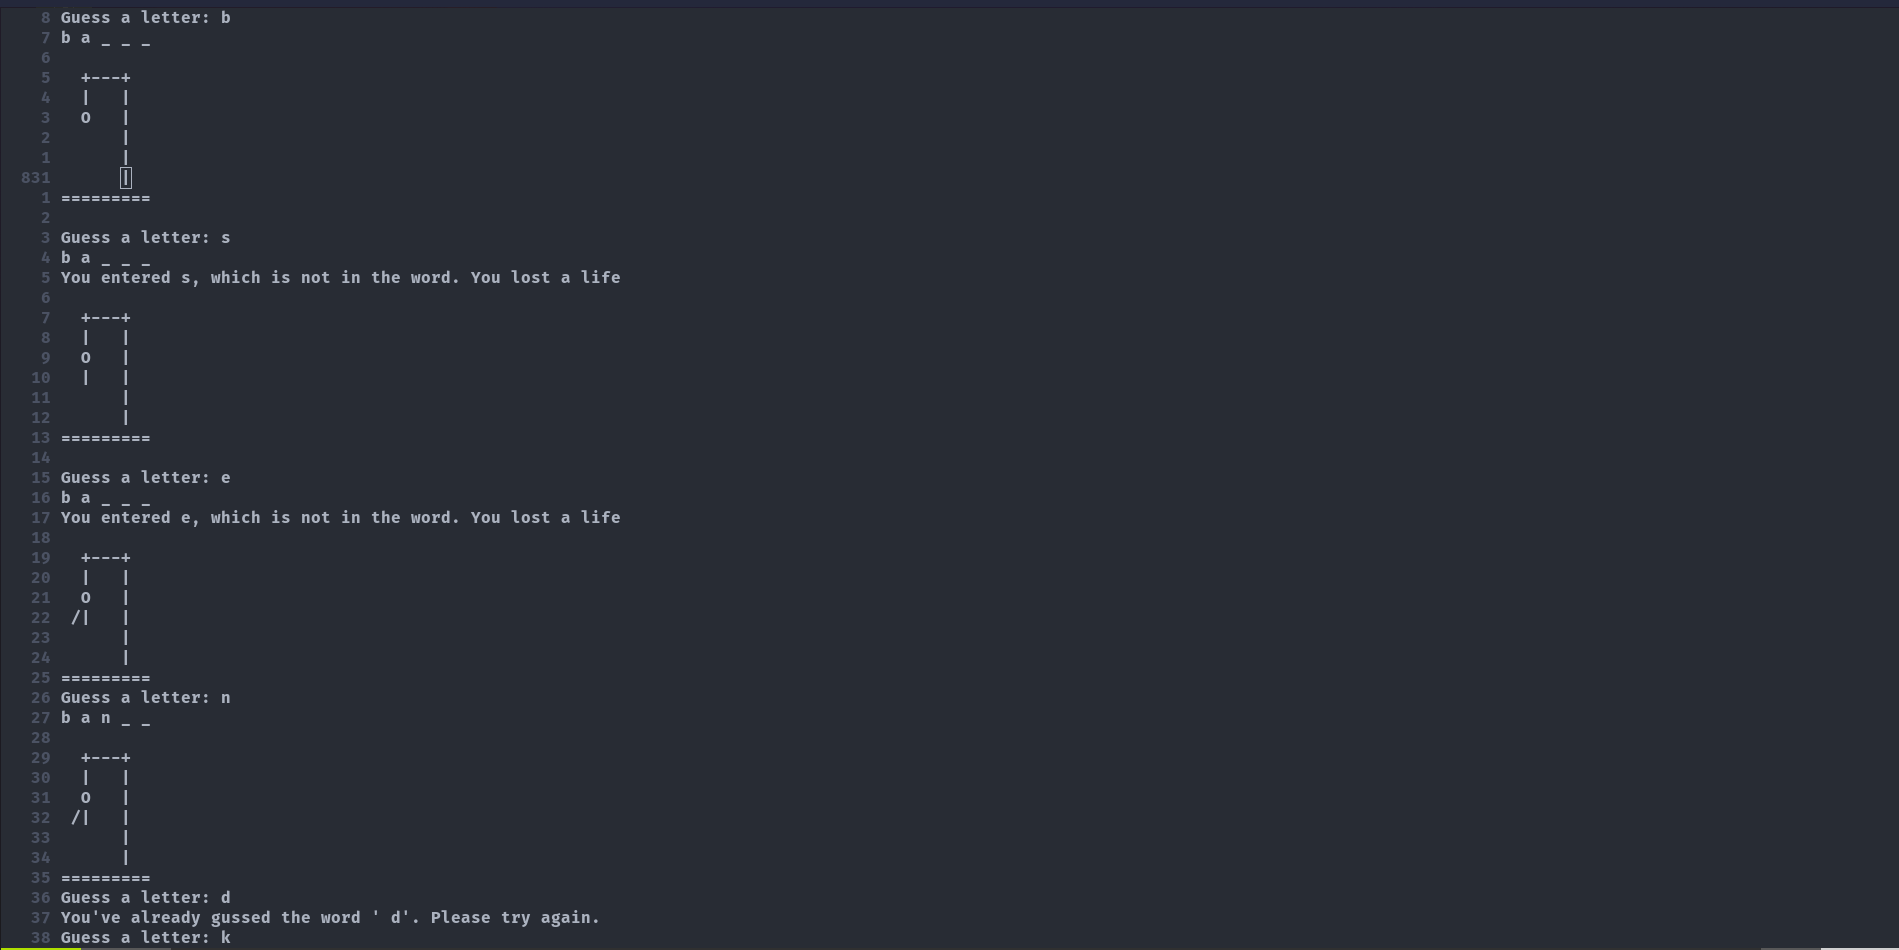 8 Guess a letter: b
7 b a _ _ _
6
5   +---+
4   |   |
3   O   |
2       |
1       |
831       |
1 =========
2
3 Guess a letter: s
4 b a _ _ _
5 You entered s, which is not in the word. You lost a life
6
7   +---+
8   |   |
9   O   |
10   |   |
11       |
12       |
13 =========
14
15 Guess a letter: e
16 b a _ _ _
17 You entered e, which is not in the word. You lost a life
18
19   +---+
20   |   |
21   O   |
22  /|   |
23       |
24       |
25 =========
26 Guess a letter: n
27 b a n _ _
28
29   +---+
30   |   |
31   O   |
32  /|   |
33       |
34       |
35 =========
36 Guess a letter: d
37 You've already gussed the word ' d'. Please try again.
38 Guess a letter: k